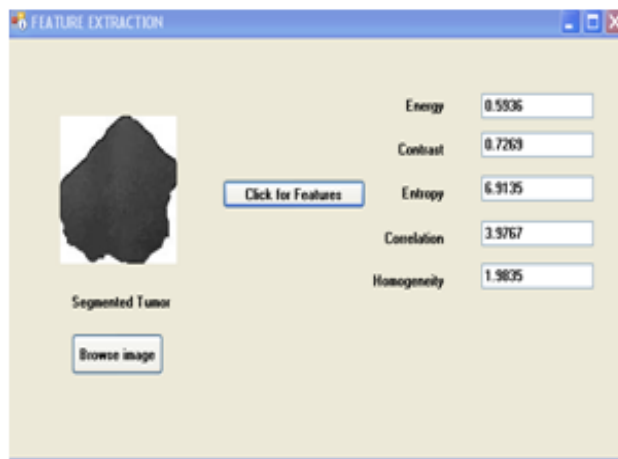 FEATURE EXTRACTION
Energy 0.5936
Contrast 0.7269
Click for Features
Entropy 6.9135
Correlation 3.9767
Homogeneity 1.9835
Segmented Tumor
Browse image